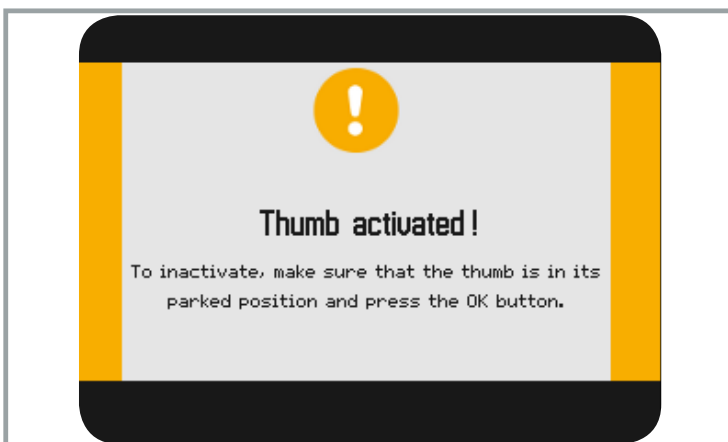 Thumb activated!
To inactivate, make sure that the thumb is in its
parked position and press the OK button.